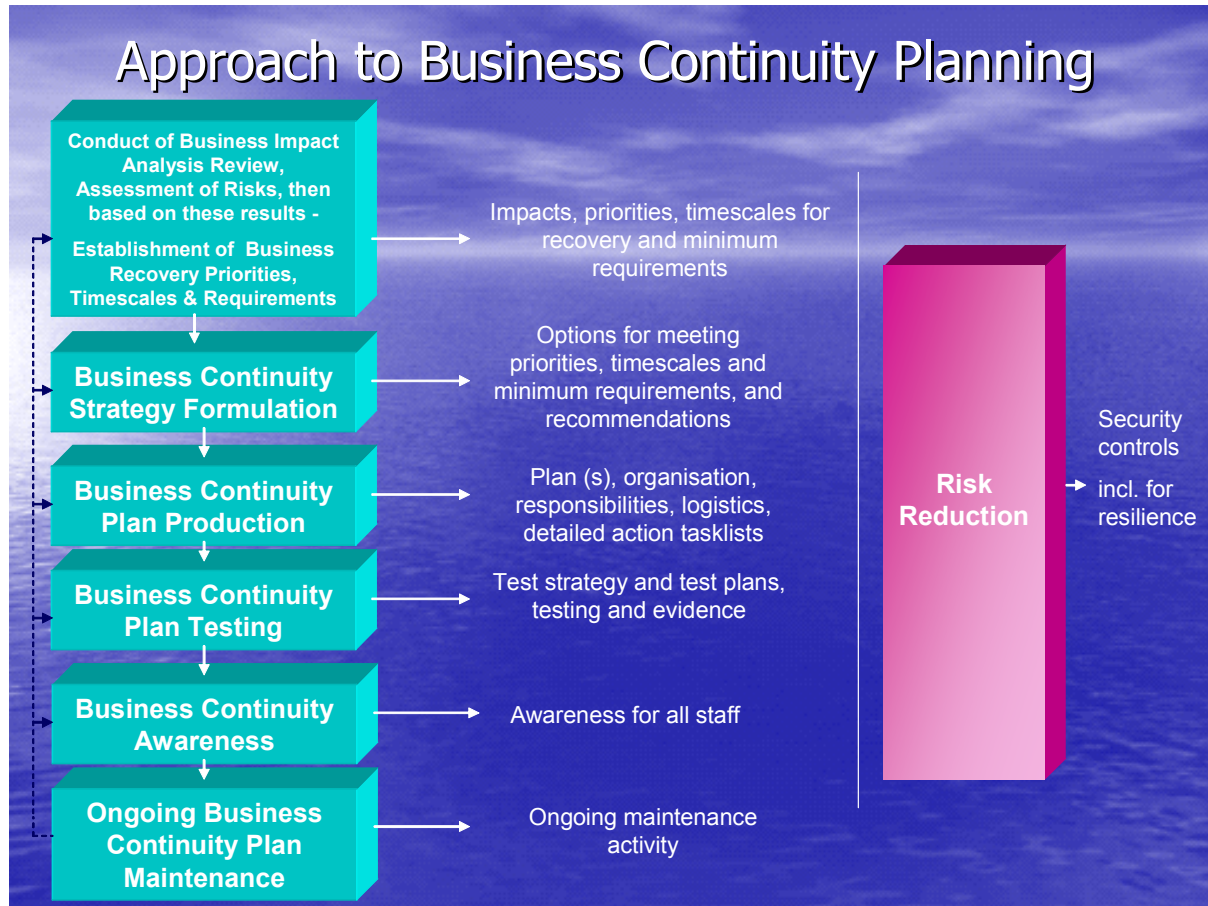 Approach to Business Continuity Planning
Conduct of Business Impact
Analysis Review,
Assessment of Risks, then
based on these results -
Establishment of Business
Recovery Priorities,
Timescales & Requirements
Impacts, priorities, timescales for
recovery and minimum
requirements
Business Continuity
Strategy Formulation
Options for meeting
priorities, timescales and
minimum requirements, and
recommendations
Business Continuity
Plan Production
Plan (s), organisation,
responsibilities, logistics,
detailed action tasklists
Business Continuity
Plan Testing
Test strategy and test plans,
testing and evidence
Business Continuity
Awareness
Awareness for all staff
Ongoing Business
Continuity Plan
Maintenance
Ongoing maintenance
activity
Risk
Reduction
Security
controls
incl. for
resilience